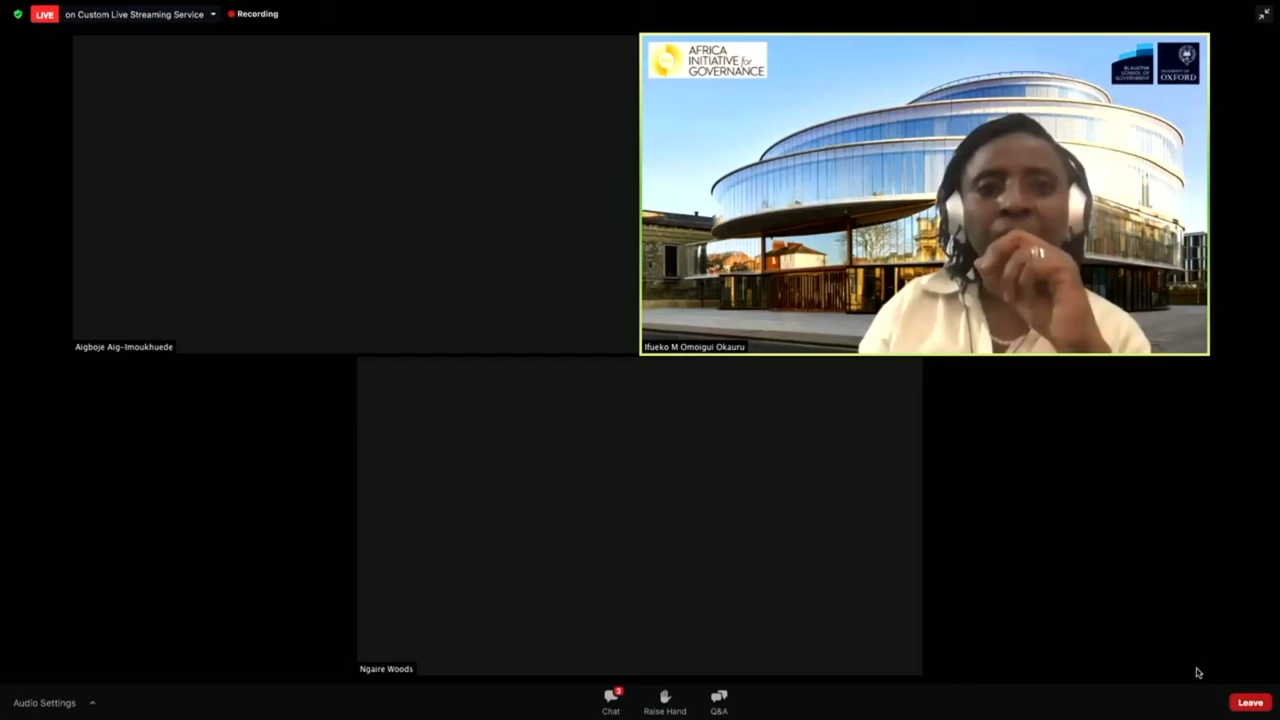 LIVE on Custom Live Streaming Service Recording
AFRICA
INITIATIVE for
GOVERNANCE
BLAVATNIK
SCHOOL OF
GOVERNMENT
UNIVERSITY OF
OXFORD
Aigboje Aig-Imoukhuede
Ifueko M Omoigui Okauru
Ngaire Woods
Audio Settings
3
Chat
Raise Hand
Q&A
Leave